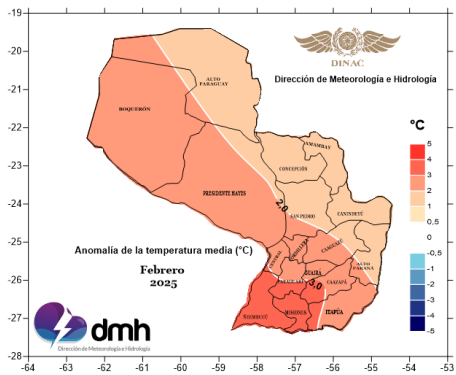 DINAC
Dirección de Meteorología e Hidrología
°C
5
4
3
2
1
0,5
0
-0,5
-1
-2
-3
-4
-5
ALTO
PARAGUAY
BOQUERÓN
AMAMBAY
CONCEPCIÓN
PRESIDENTE HAYES
2,0
SAN PEDRO
CANINDEYÚ
CORDILLERA
CAAGUAZÚ
CENTRAL
ALTO
PARANÁ
GUAIRÁ
3,0
CAAZAPÁ
ÑEEMBUCÚ
MISIONES
ITAPÚA
Anomalía de la temperatura media (°C)
Febrero
2025
dmh
Dirección de Meteorología e Hidrología
-19
-20
-21
-22
-23
-24
-25
-26
-27
-28
-64
-63
-62
-61
-60
-59
-58
-57
-56
-55
-54
-53
-52